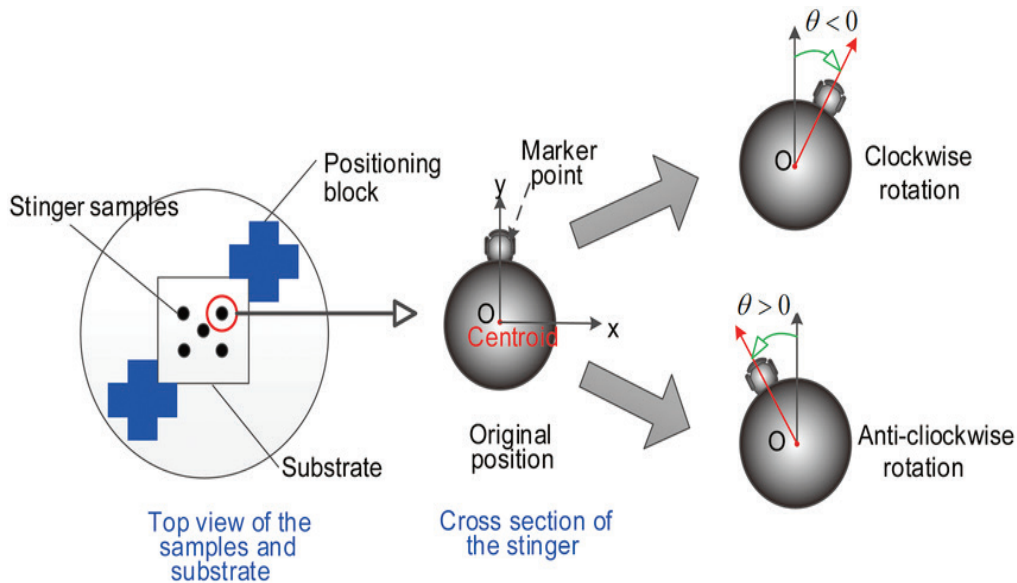 Stinger samples
Positioning
block
Substrate
Top view of the
samples and
substrate
Marker
point
y
O
x
Centroid
Original
position
Cross section of
the stinger
θ < 0
O
Clockwise
rotation
θ > 0
O
Anti-cliockwise
rotation